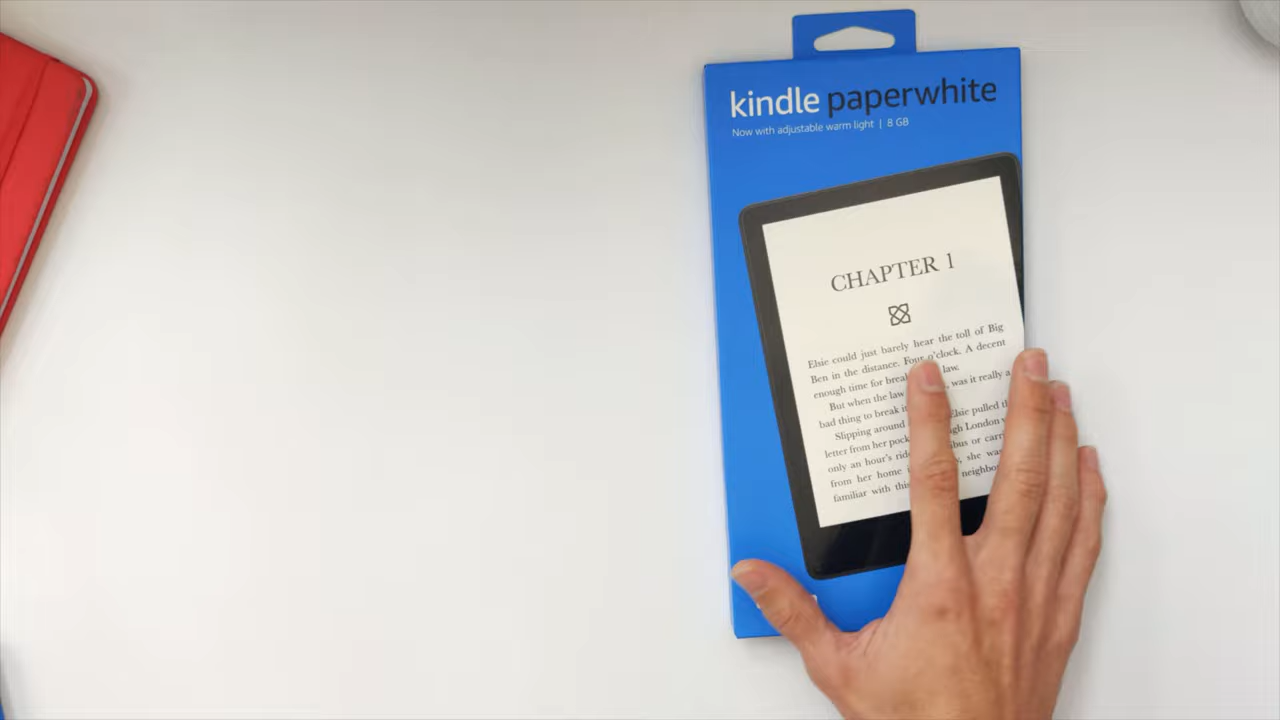 kindle paperwhite
Now with adjustable warm light | 8 GB
CHAPTER 1
Elsie could just barely hear the toll of Big
Ben in the distance. Four o'clock. A decent
enough time for law.
But when the law was it really a
bad thing to break
Slipping around Elsie pulled
letter from her London
only an hour's or
from her home she
familiar with